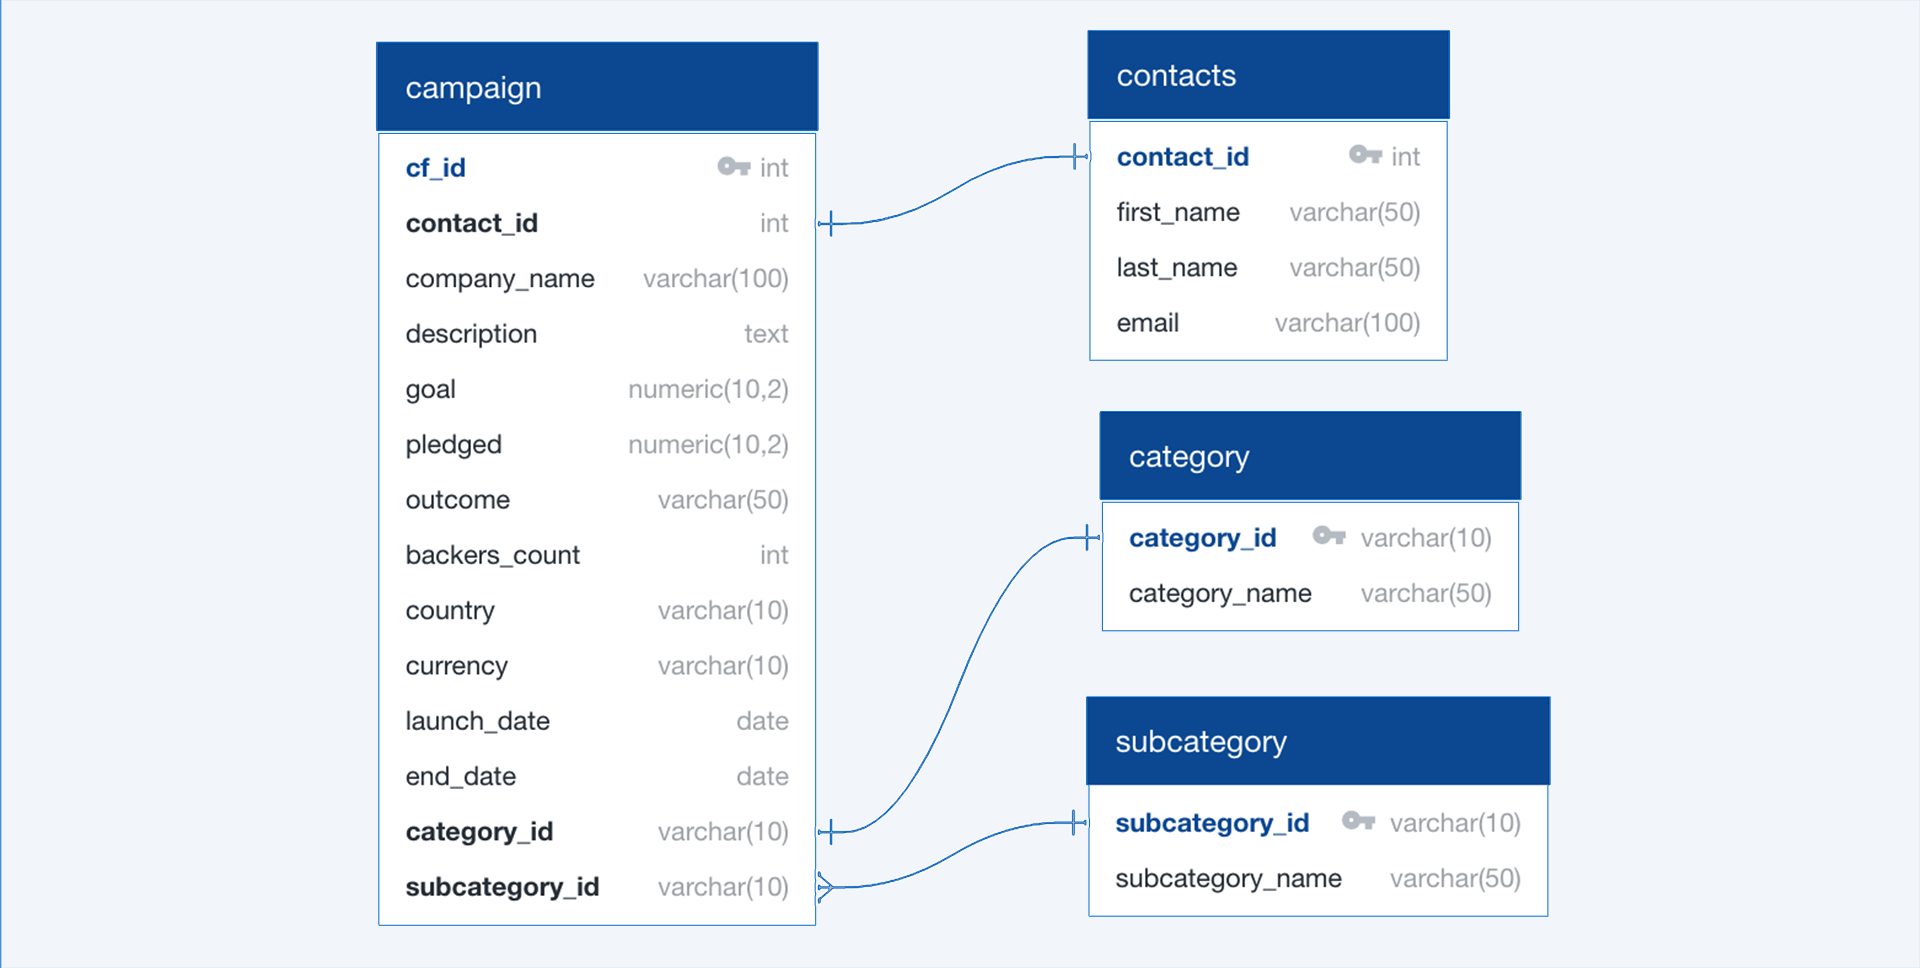 campaign
cf_id int
contact_id int
company_name varchar(100)
description text
goal numeric(10,2)
pledged numeric(10,2)
outcome varchar(50)
backers_count int
country varchar(10)
currency varchar(10)
launch_date date
end_date date
category_id varchar(10)
subcategory_id varchar(10)
contacts
contact_id int
first_name varchar(50)
last_name varchar(50)
email varchar(100)
category
category_id varchar(10)
category_name varchar(50)
subcategory
subcategory_id varchar(10)
subcategory_name varchar(50)